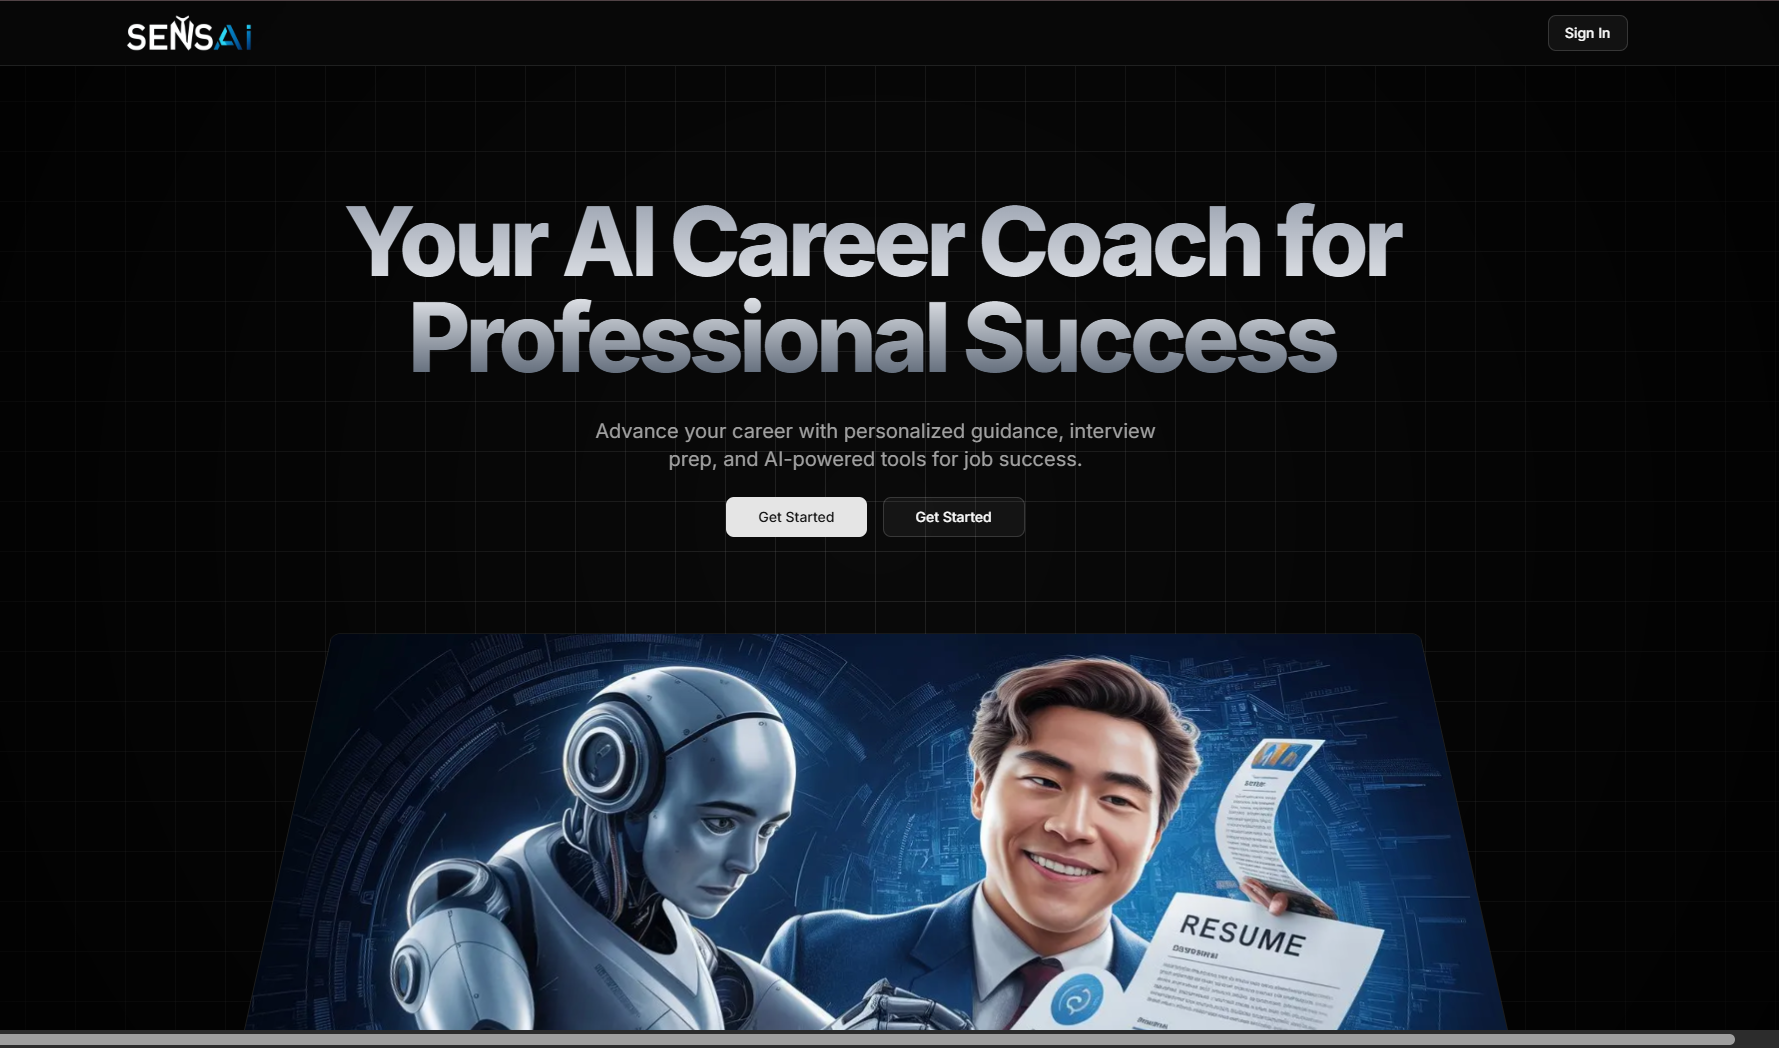 SENSAi
Sign In
Your AI Career Coach for
Professional Success
Advance your career with personalized guidance, interview
prep, and AI-powered tools for job success.
Get Started
Get Started
RESUME